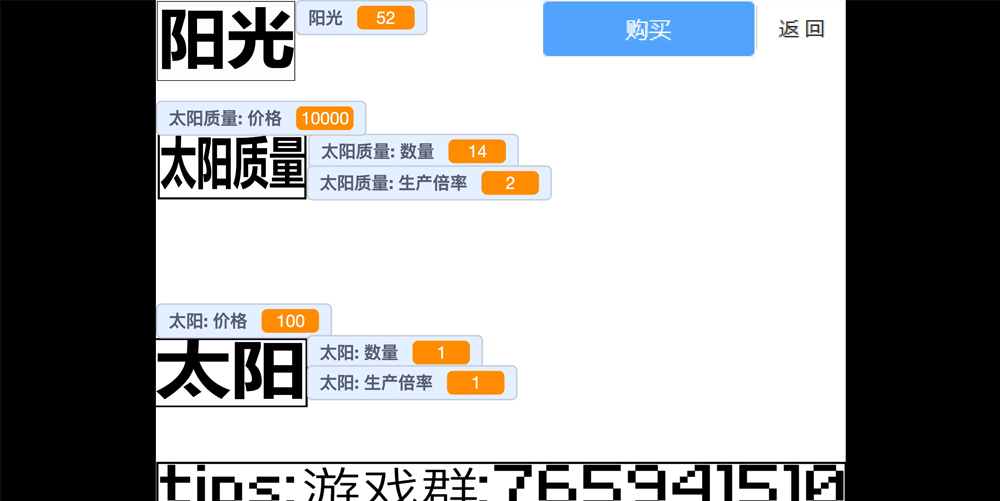 阳光 阳光 52 购买 返 回
太阳质量: 价格 10000
太阳质量 太阳质量: 数量 14
太阳质量: 生产倍率 2
太阳: 价格 100
太阳 太阳: 数量 1
太阳: 生产倍率 1
tips:游戏群:765941510